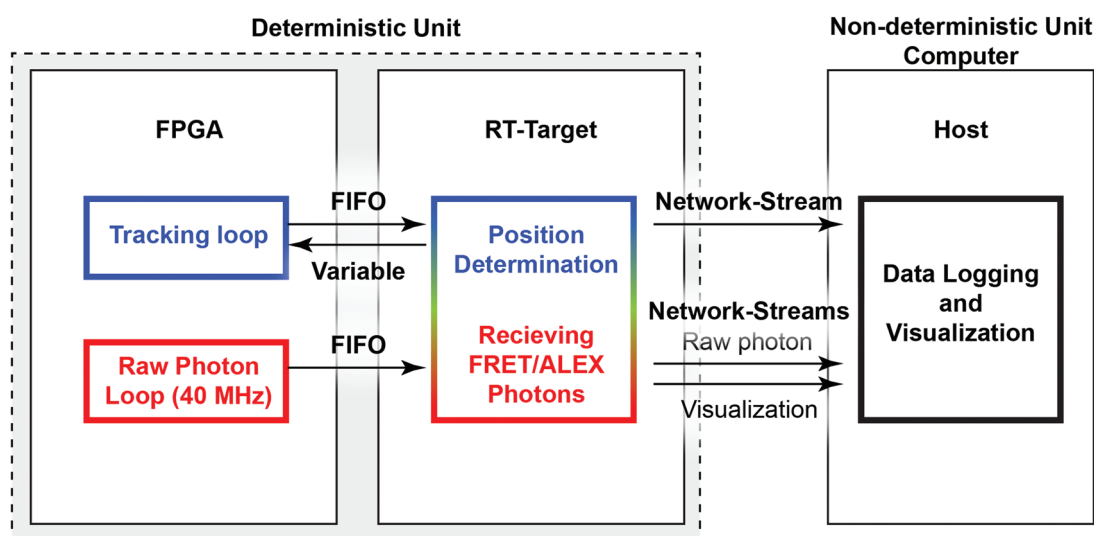 Deterministic Unit
Non-deterministic Unit
Computer
FPGA
RT-Target
Host
Tracking loop
FIFO
Variable
Position
Determination
Network-Stream
Raw Photon
Loop (40 MHz)
FIFO
Recieving
FRET/ALEX
Photons
Network-Streams
Raw photon
Visualization
Data Logging
and
Visualization